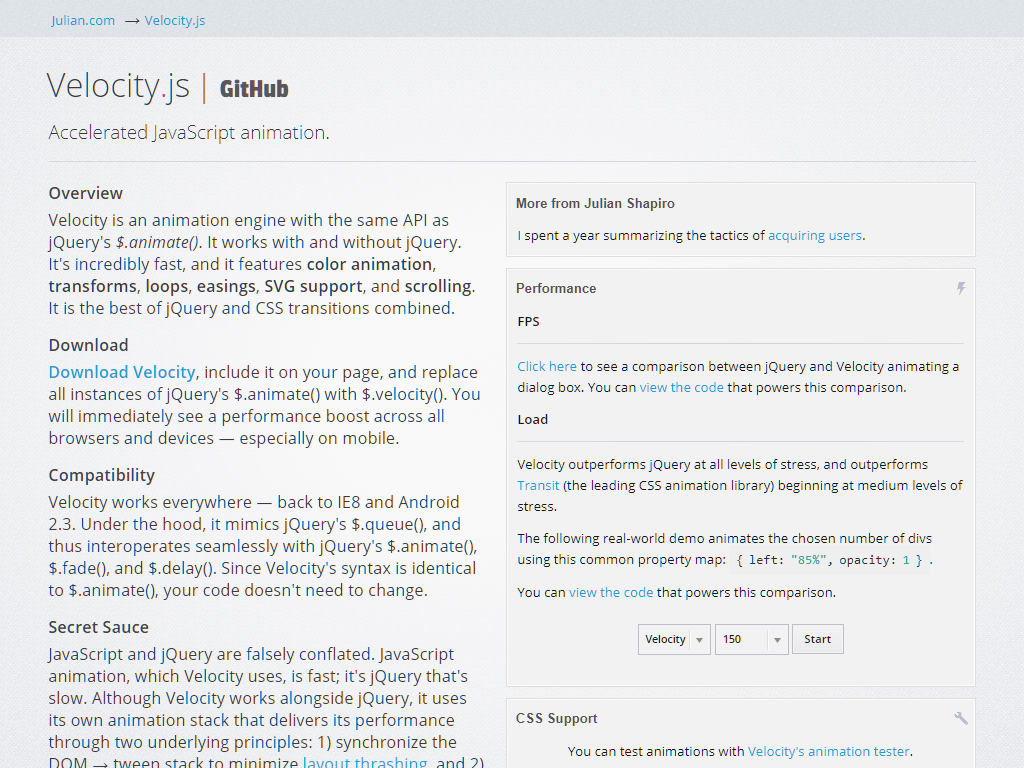 Julian.com → Velocity.js
Velocity.js | GitHub
Accelerated JavaScript animation.
Overview
Velocity is an animation engine with the same API as
jQuery's $.animate(). It works with and without jQuery.
It's incredibly fast, and it features color animation,
transforms, loops, easings, SVG support, and scrolling.
It is the best of jQuery and CSS transitions combined.
Download
Download Velocity, include it on your page, and replace
all instances of jQuery's $.animate() with $.velocity(). You
will immediately see a performance boost across all
browsers and devices — especially on mobile.
Compatibility
Velocity works everywhere — back to IE8 and Android
2.3. Under the hood, it mimics jQuery's $.queue(), and
thus interoperates seamlessly with jQuery's $.animate(),
$.fade(), and $.delay(). Since Velocity's syntax is identical
to $.animate(), your code doesn't need to change.
Secret Sauce
JavaScript and jQuery are falsely conflated. JavaScript
animation, which Velocity uses, is fast; it's jQuery that's
slow. Although Velocity works alongside jQuery, it uses
its own animation stack that delivers its performance
through two underlying principles: 1) synchronize the
DOM → tween stack to minimize layout thrashing, and 2)
More from Julian Shapiro
I spent a year summarizing the tactics of acquiring users.
Performance
FPS
Click here to see a comparison between jQuery and Velocity animating a
dialog box. You can view the code that powers this comparison.
Load
Velocity outperforms jQuery at all levels of stress, and outperforms
Transit (the leading CSS animation library) beginning at medium levels of
stress.
The following real-world demo animates the chosen number of divs
using this common property map: { left: "85%", opacity: 1 } .
You can view the code that powers this comparison.
Velocity 150 Start
CSS Support
You can test animations with Velocity's animation tester.